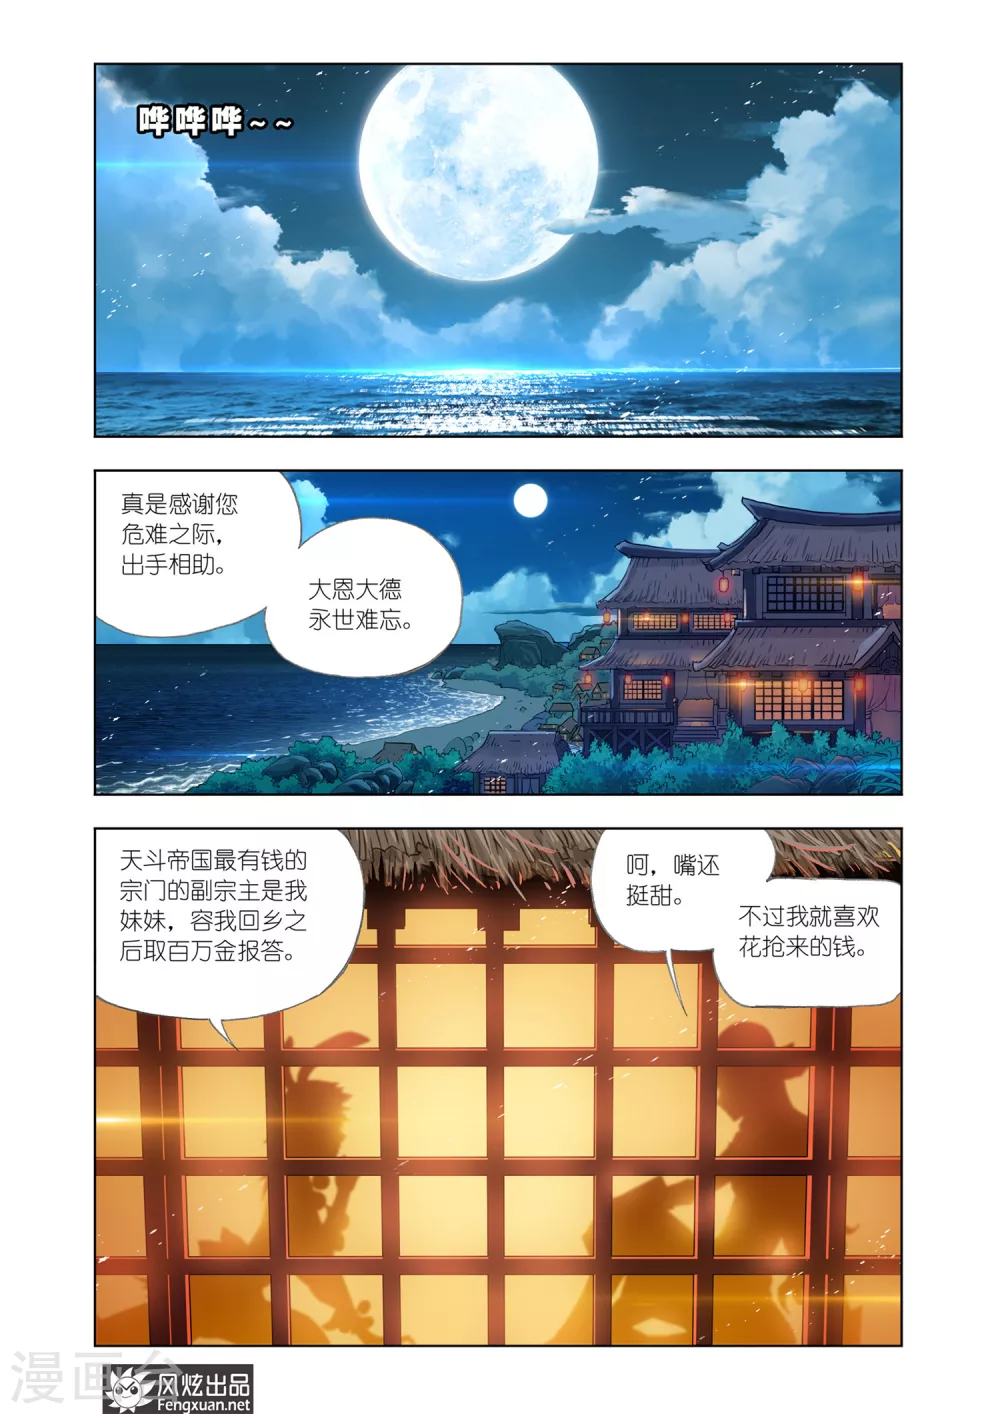 哗哗哗~~
真是感谢您
危难之际，
出手相助。
大恩大德
永世难忘。
天斗帝国最有钱的
宗门的副宗主是我
妹妹，容我回乡之
后取百万金报答。
呵，嘴还
挺甜。
不过我就喜欢
花抢来的钱。
漫画台
风炫出品
Fengxuan.net